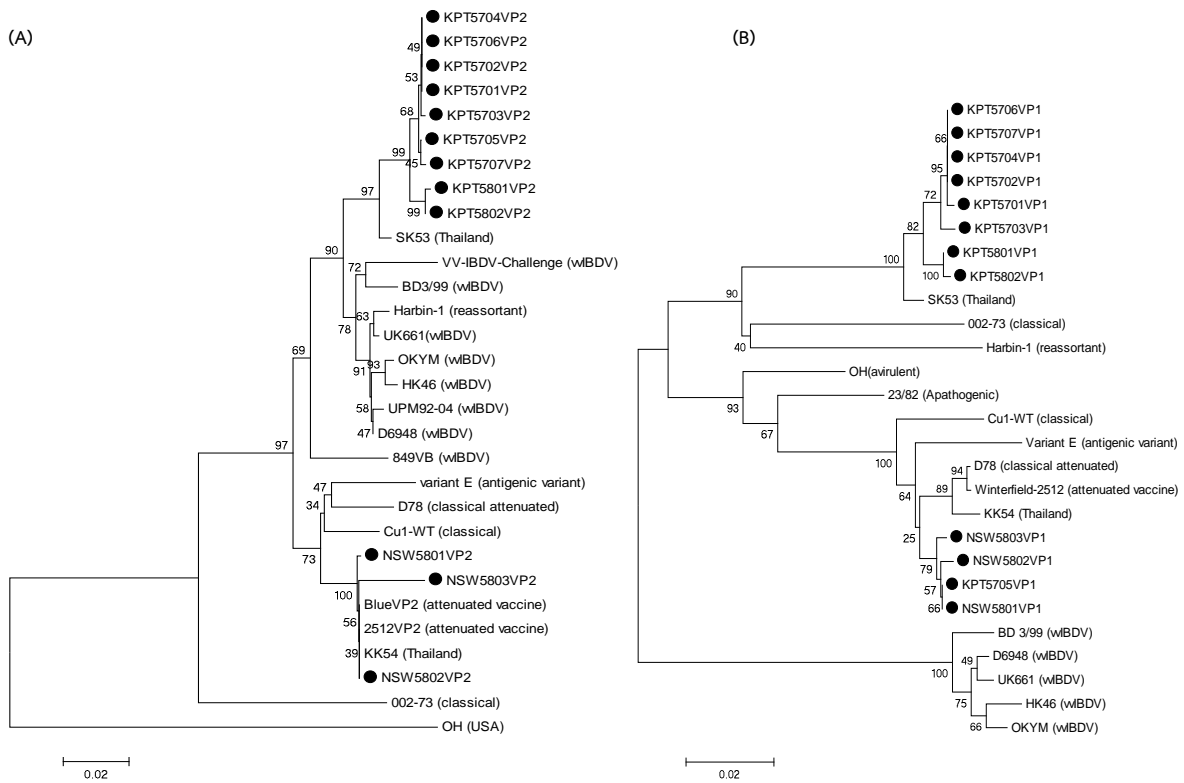 (A)
KPT5704VP2
49
KPT5706VP2
KPT5702VP2
53
KPT5701VP2
68
KPT5703VP2
KPT5705VP2
99
45
KPT5707VP2
97
KPT5801VP2
99
KPT5802VP2
SK53 (Thailand)
90
VV-IBDV-Challenge (vvIBDV)
72
BD3/99 (vvIBDV)
Harbin-1 (reassortant)
63
78
UK661(vvIBDV)
OKYM (vvIBDV)
93
91
HK46 (vvIBDV)
69
58
UPM92-04 (vvIBDV)
47
D6948 (vvIBDV)
97
849VB (vvIBDV)
variant E (antigenic variant)
47
34
D78 (classical attenuated)
Cu1-WT (classical)
73
NSW5801VP2
NSW5803VP2
100
BlueVP2 (attenuated vaccine)
56
2512VP2 (attenuated vaccine)
39
KK54 (Thailand)
NSW5802VP2
002-73 (classical)
OH (USA)
0.02
(B)
KPT5706VP1
66
KPT5707VP1
KPT5704VP1
95
KPT5702VP1
72
KPT5701VP1
82
KPT5703VP1
KPT5801VP1
100
100
KPT5802VP1
90
SK53 (Thailand)
002-73 (classical)
40
Harbin-1 (reassortant)
OH(avirulent)
93
23/82 (Apathogenic)
67
Cu1-WT (classical)
100
Variant E (antigenic variant)
94
D78 (classical attenuated)
89
Winterfield-2512 (attenuated vaccine)
64
KK54 (Thailand)
25
NSW5803VP1
NSW5802VP1
79
57
KPT5705VP1
66
NSW5801VP1
BD 3/99 (vvIBDV)
49
D6948 (vvIBDV)
100
UK661 (vvIBDV)
75
HK46 (vvIBDV)
66
OKYM (vvIBDV)
0.02